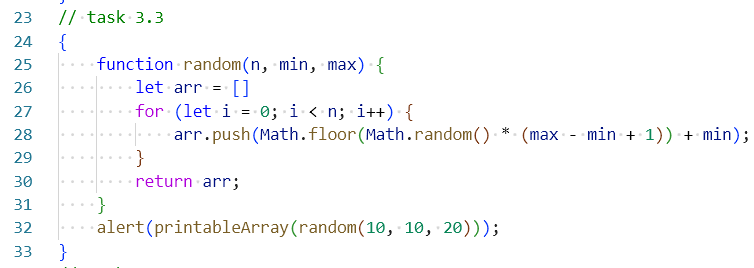 23 // task 3.3
24 {
25     function random(n, min, max) {
26         let arr = []
27         for (let i = 0; i < n; i++) {
28             arr.push(Math.floor(Math.random() * (max - min + 1)) + min);
29         }
30         return arr;
31     }
32     alert(printableArray(random(10, 10, 20)));
33 }